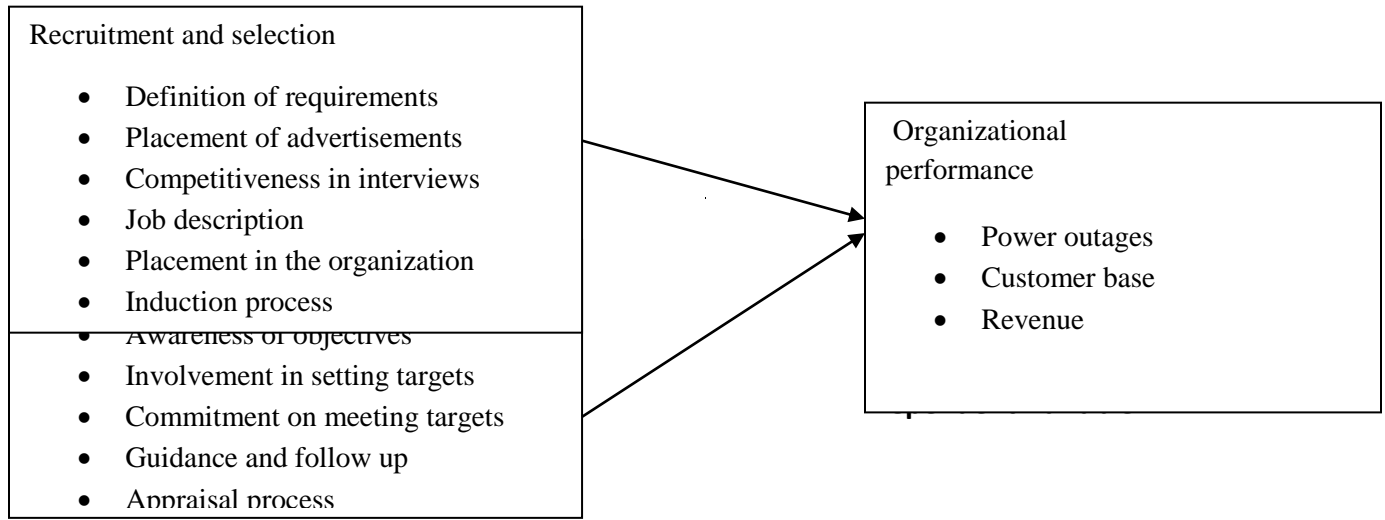 Recruitment and selection
• Definition of requirements
• Placement of advertisements
• Competitiveness in interviews
• Job description
• Placement in the organization
• Induction process
• Awareness of objectives
• Involvement in setting targets
• Commitment on meeting targets
• Guidance and follow up
• Appraisal process
Organizational
performance
• Power outages
• Customer base
• Revenue